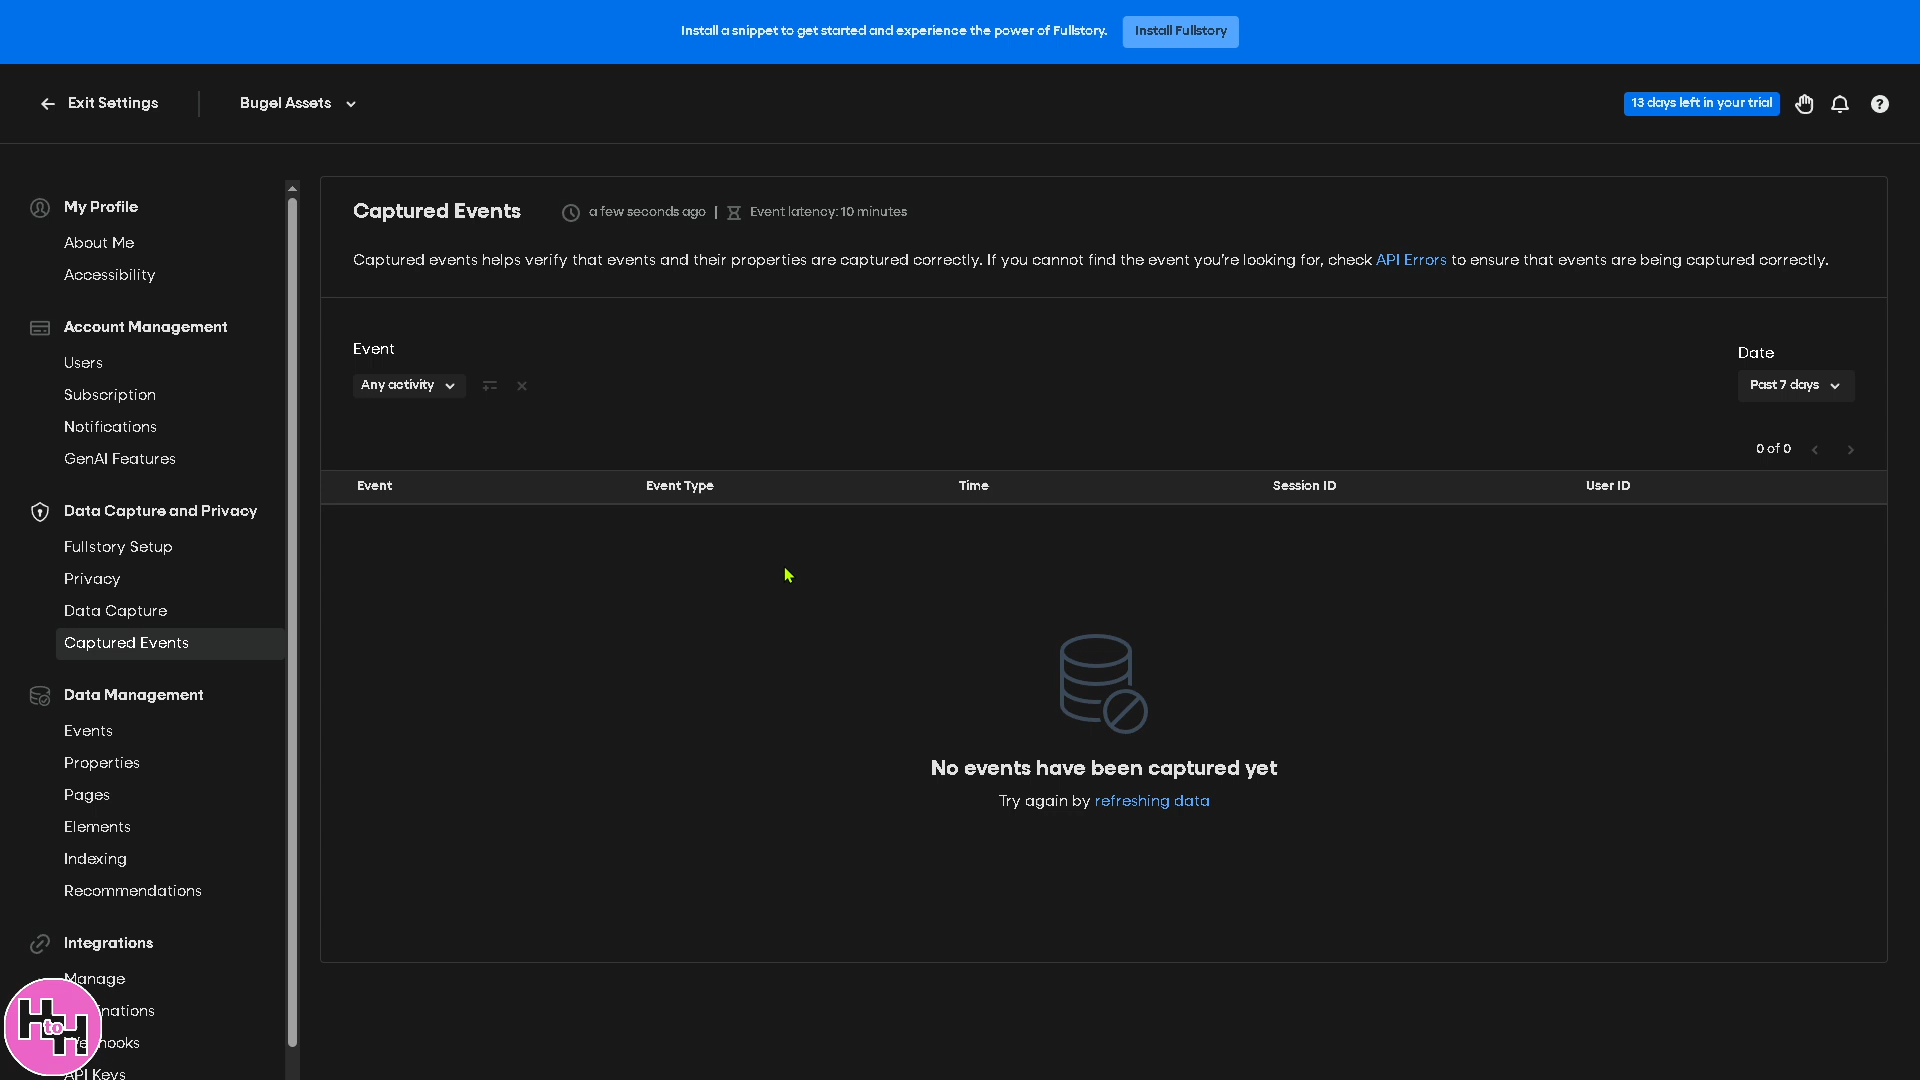 Install a snippet to get started and experience the power of Fullstory.
Install Fullstory
Exit Settings
Bugel Assets
13 days left in your trial
My Profile
About Me
Accessibility
Account Management
Users
Subscription
Notifications
GenAI Features
Data Capture and Privacy
Fullstory Setup
Privacy
Data Capture
Captured Events
Data Management
Events
Properties
Pages
Elements
Indexing
Recommendations
Integrations
Manage
API Keys
H to H
Captured Events
a few seconds ago | Event latency: 10 minutes
Captured events helps verify that events and their properties are captured correctly. If you cannot find the event you're looking for, check API Errors to ensure that events are being captured correctly.
Event
Any activity
Date
Past 7 days
0 of 0
Event Event Type Time Session ID User ID
No events have been captured yet
Try again by refreshing data